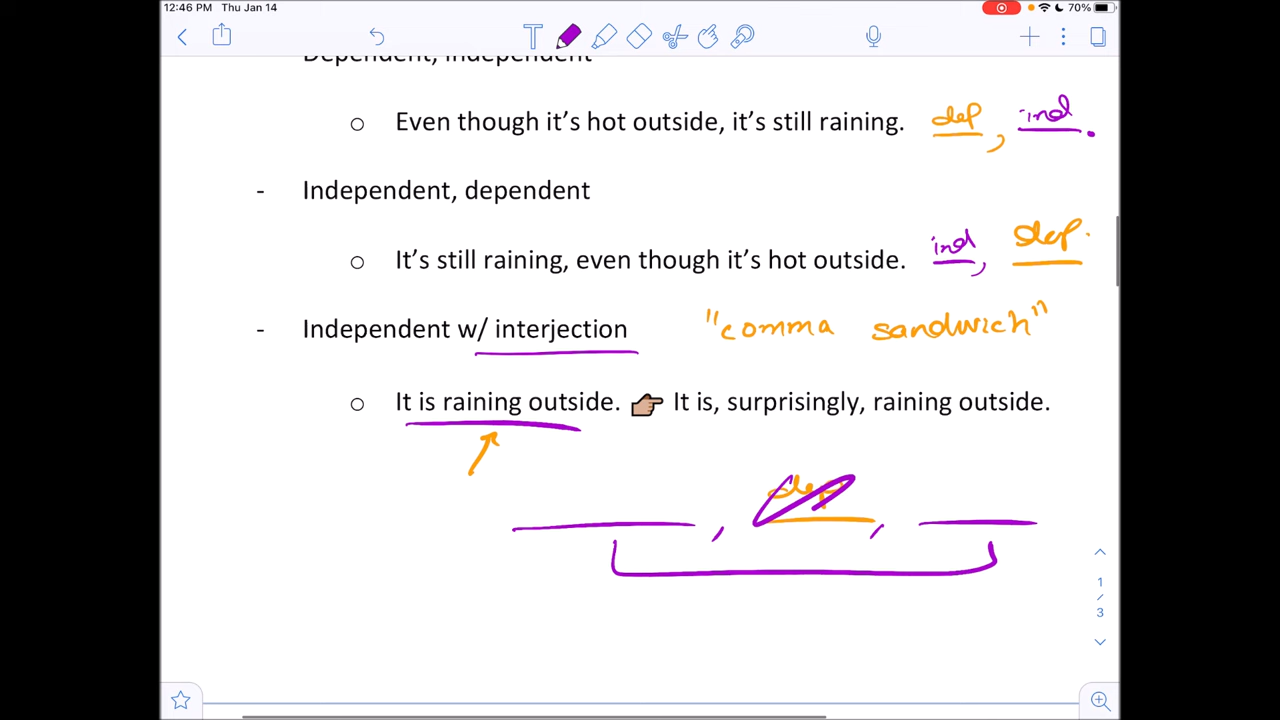 12:46 PM Thu Jan 14
70%
Dependent, independent
o Even though it's hot outside, it's still raining. dep, ind.
- Independent, dependent
o It's still raining, even though it's hot outside. ind, dep.
- Independent w/ interjection "comma sandwich"
o It is raining outside. It is, surprisingly, raining outside.
, dep ,
1
/
3